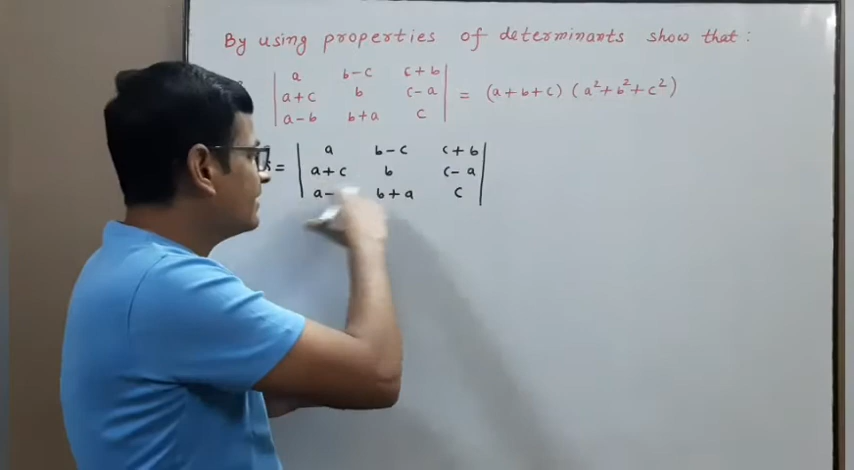 By using properties of determinants show that :
| a b-c c+b |
| a+c b c-a | = (a+b+c) (a²+b²+c²)
| a-b b+a c |
= | a b-c c+b |
| a+c b c-a |
| a- b+a c |